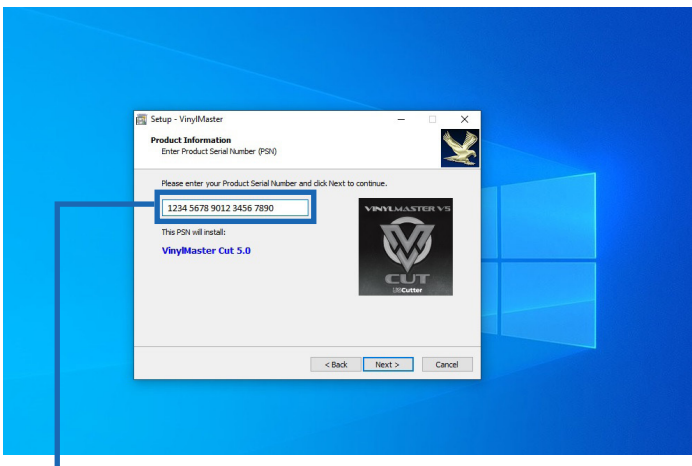 Setup - VinylMaster
Product Information
Enter Product Serial Number (PSN)
Please enter your Product Serial Number and click Next to continue.
1234 5678 9012 3456 7890
This PSN will install:
VinylMaster Cut 5.0
VINYLMASTER V5
CUT
Cutter
< Back
Next >
Cancel